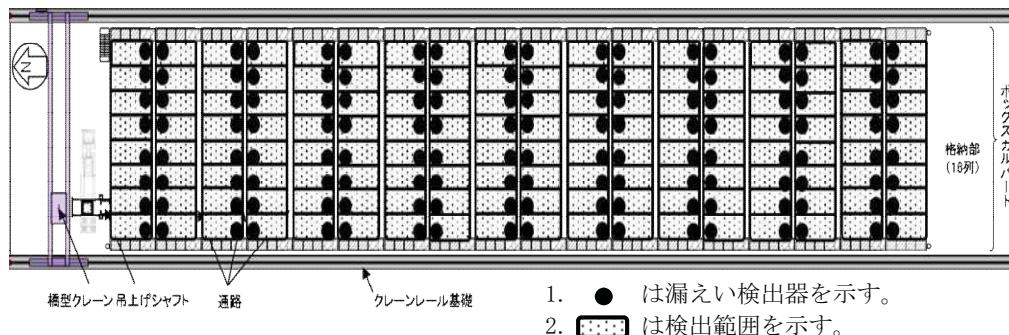 N
ボックスカルバート
格納部
(18列)
橋型クレーン 吊上げシャフト 通路 クレーンレール基礎
1. ● は漏えい検出器を示す。
2. は検出範囲を示す。